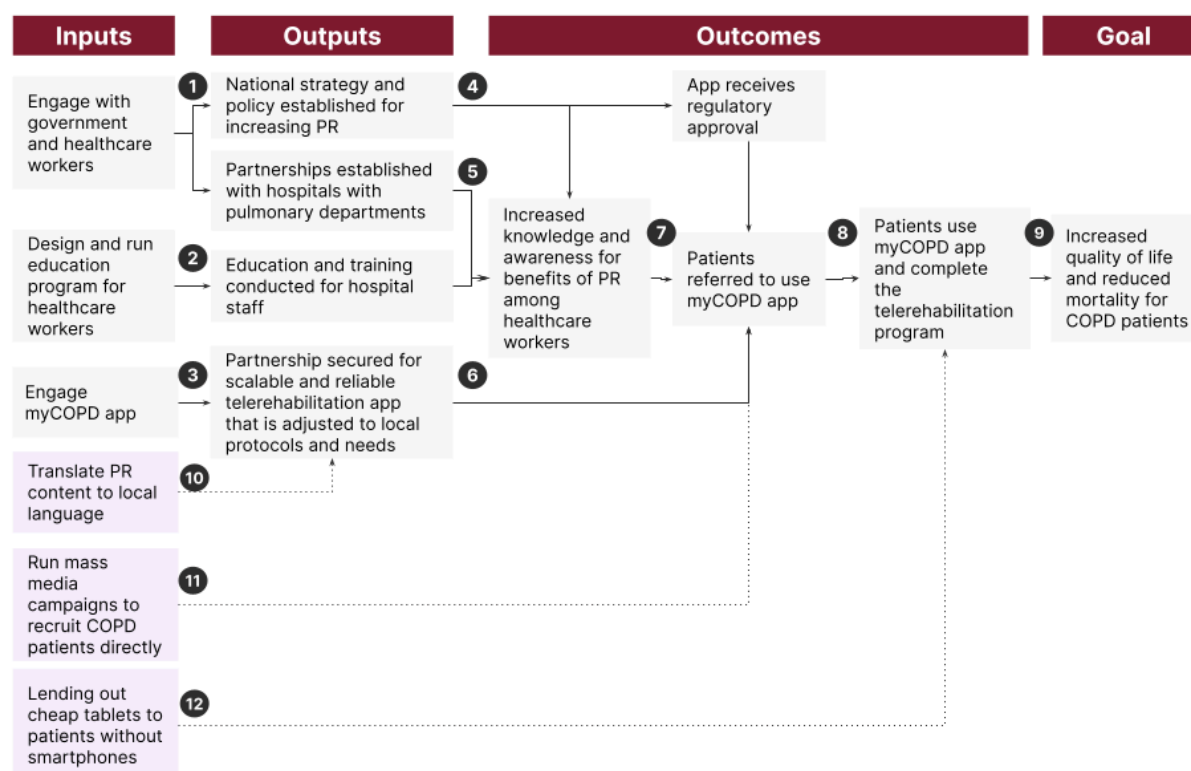 Inputs
Outputs
Outcomes
Goal
Engage with
government
and healthcare
workers
1
National strategy and
policy established for
increasing PR
4
App receives
regulatory
approval
Partnerships established
with hospitals with
pulmonary departments
5
Design and run
education
program for
healthcare
workers
2
Education and training
conducted for hospital
staff
Increased
knowledge and
awareness for
benefits of PR
among
healthcare
workers
7
Patients
referred to use
myCOPD app
8
Patients use
myCOPD app
and complete
the
telerehabilitation
program
9
Increased
quality of life
and reduced
mortality for
COPD patients
Engage
myCOPD app
3
Partnership secured for
scalable and reliable
telerehabilitation app
that is adjusted to local
protocols and needs
6
Translate PR
content to local
language
10
Run mass
media
campaigns to
recruit COPD
patients directly
11
Lending out
cheap tablets to
patients without
smartphones
12